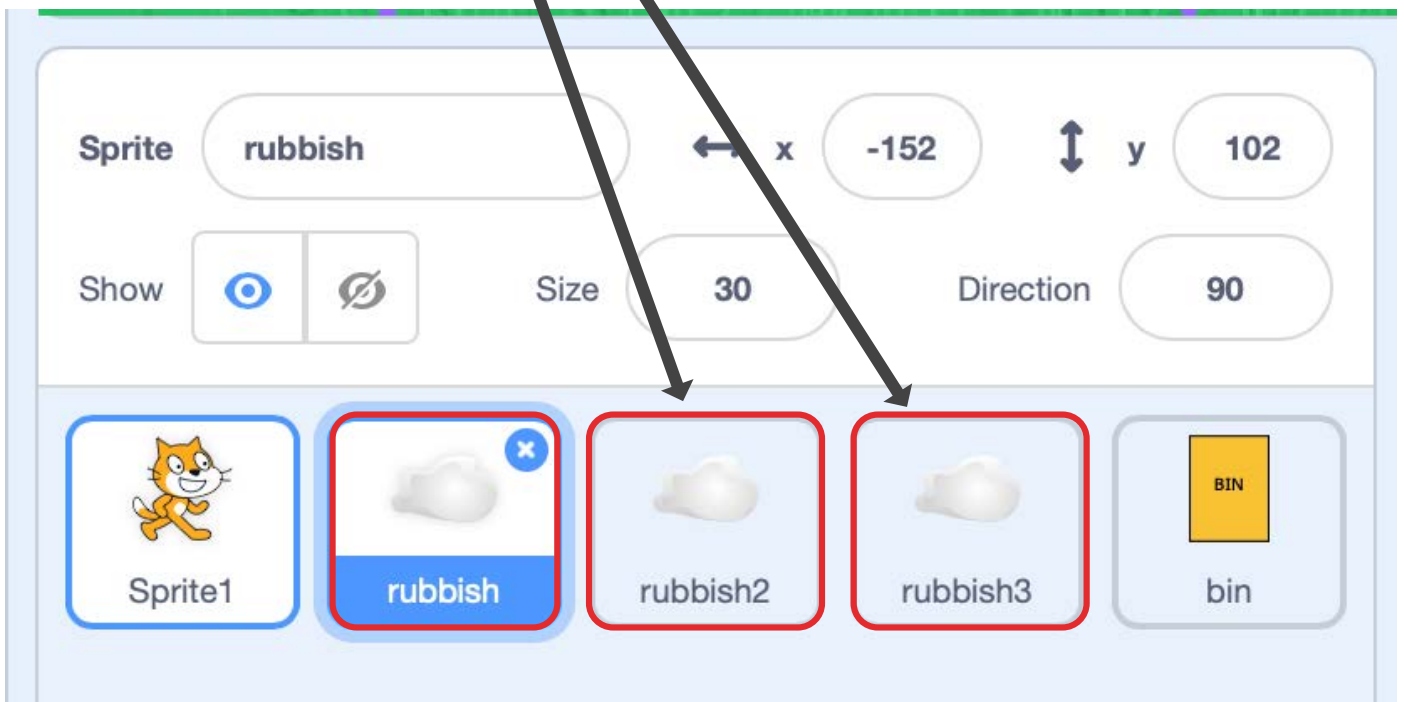 Sprite rubbish x -152 y 102
Show Size 30 Direction 90
BIN
Sprite1 rubbish rubbish2 rubbish3 bin